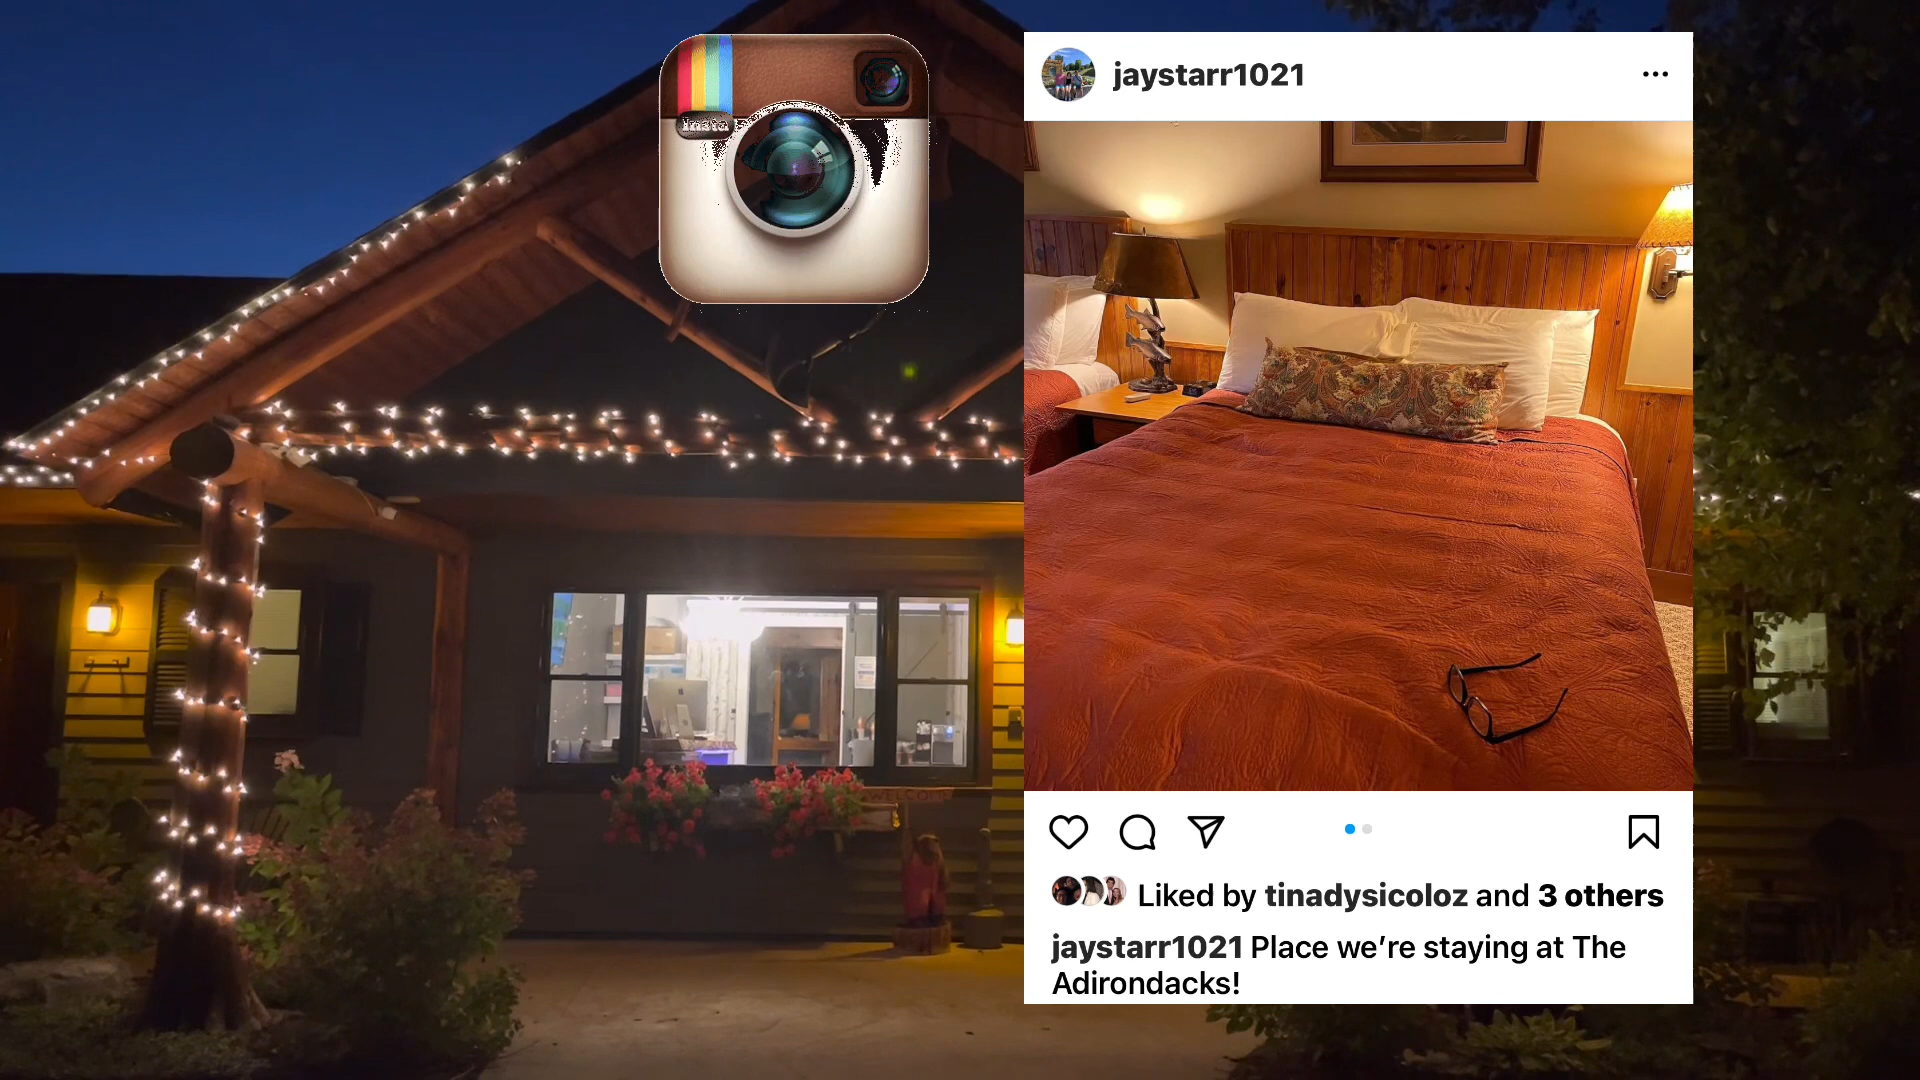 Insta
jaystarr1021
Liked by tinadysicoloz and 3 others
jaystarr1021 Place we're staying at The
Adirondacks!